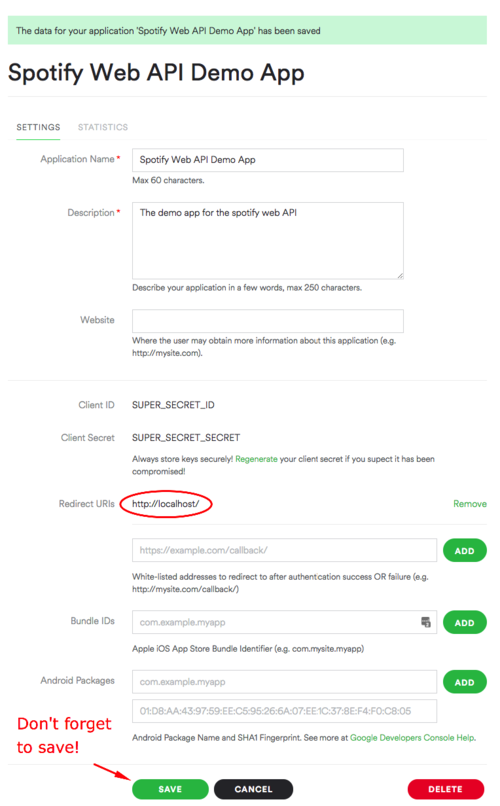 The data for your application 'Spotify Web API Demo App' has been saved
Spotify Web API Demo App
SETTINGS STATISTICS
Application Name * Spotify Web API Demo App
Max 60 characters.
Description * The demo app for the spotify web API
Describe your application in a few words, max 250 characters.
Website
Where the user may obtain more information about this application (e.g.
http://mysite.com).
Client ID SUPER_SECRET_ID
Client Secret SUPER_SECRET_SECRET
Always store keys securely! Regenerate your client secret if you supect it has been
compromised!
Redirect URIs http://localhost/ Remove
https://example.com/callback/ ADD
White-listed addresses to redirect to after authentication success OR failure (e.g.
http://mysite.com/callback/)
Bundle IDs com.example.myapp ADD
Apple iOS App Store Bundle Identifier (e.g. com.mysite.myapp)
Android Packages com.example.myapp ADD
01:D8:AA:43:97:59:EE:C5:95:26:6A:07:EE:1C:37:8E:F4:F0:C8:05
Android Package Name and SHA1 Fingerprint. See more at Google Developers Console Help.
Don't forget
to save!
SAVE CANCEL DELETE